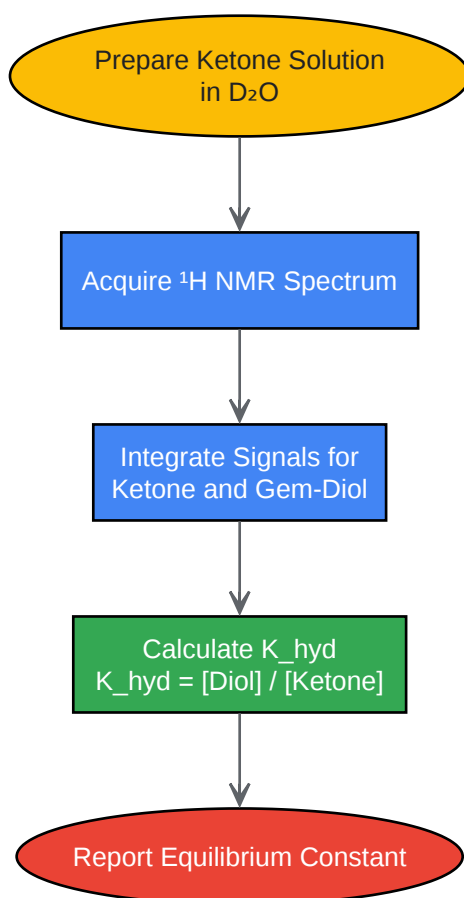 Prepare Ketone Solution
in D₂O
Acquire ¹H NMR Spectrum
Integrate Signals for
Ketone and Gem-Diol
Calculate K_hyd
K_hyd = [Diol] / [Ketone]
Report Equilibrium Constant